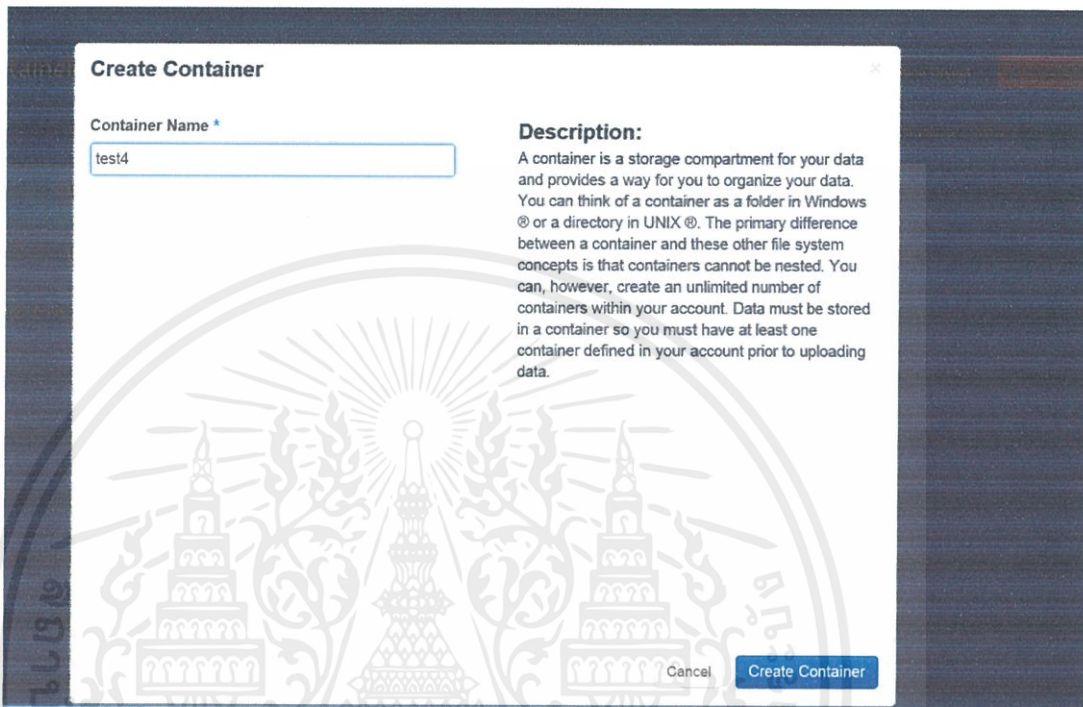 Create Container
×
Container Name *
test4
Description:
A container is a storage compartment for your data
and provides a way for you to organize your data.
You can think of a container as a folder in Windows
® or a directory in UNIX ®. The primary difference
between a container and these other file system
concepts is that containers cannot be nested. You
can, however, create an unlimited number of
containers within your account. Data must be stored
in a container so you must have at least one
container defined in your account prior to uploading
data.
Cancel
Create Container